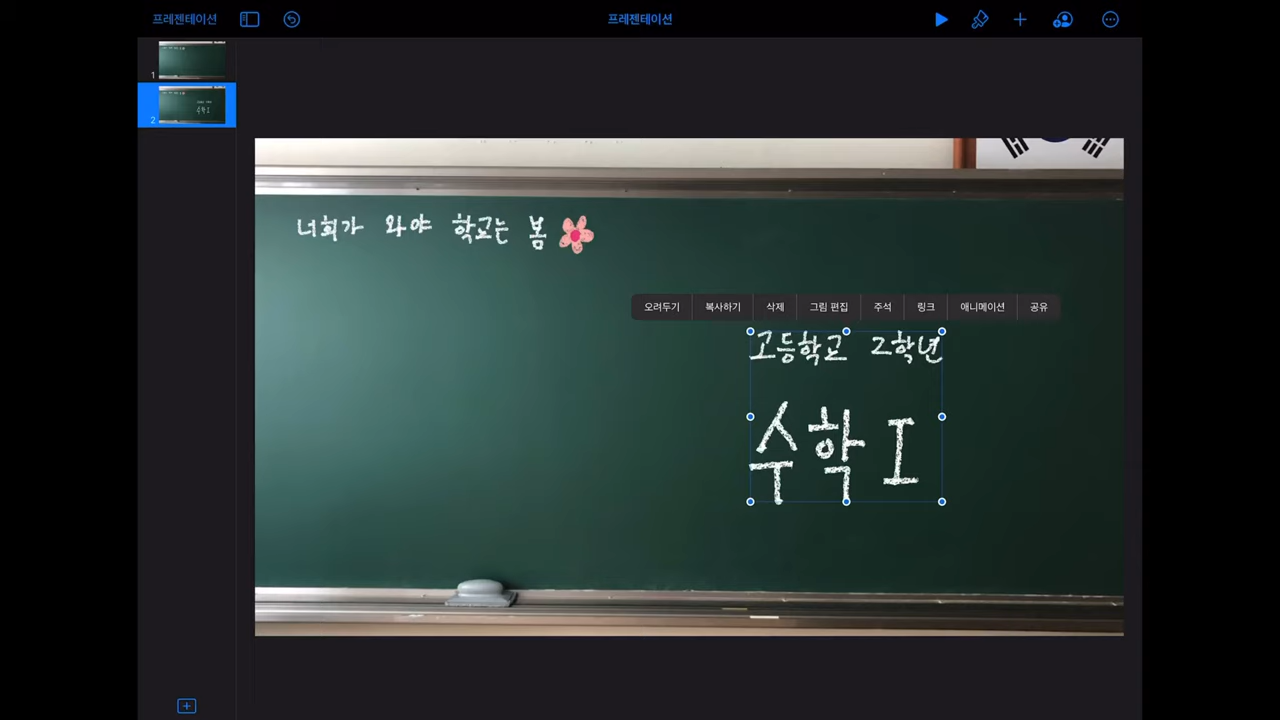 프레젠테이션
프레젠테이션
1
2
너희가 와야 학교는 봄
오려두기 복사하기 삭제 그림 편집 주석 링크 애니메이션 공유
고등학교 2학년
수학 I